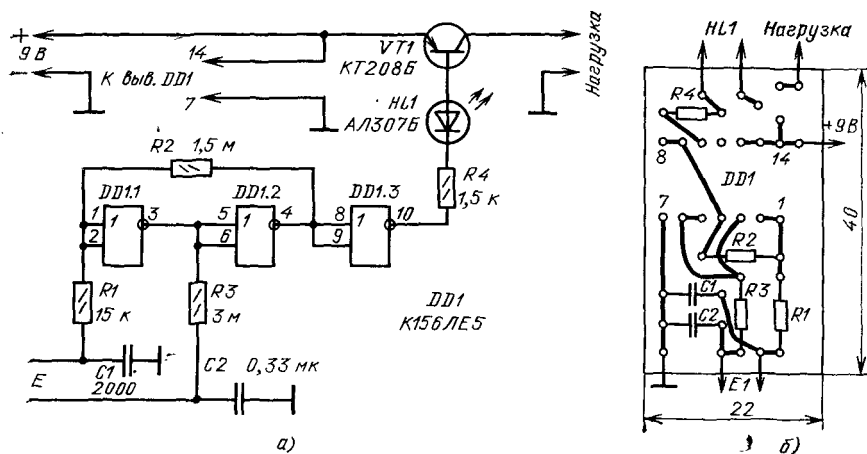 +
9 В
−
14
К выв. DD1
7
VT1
КТ208Б
HL1
АЛ307Б
Нагрузка
R2 1,5 м
R4
1,5 к
DD1.1
DD1.2
DD1.3
1
2
1
3
5
6
1
4
8
9
1
10
R1
15 к
R3
3 м
DD1
К156ЛЕ5
E
C1
2000
C2
0,33 мк
а)
HL1
Нагрузка
R4
+9В
8
14
DD1
7
1
R2
C1
C2
R3
R1
E1
40
22
б)